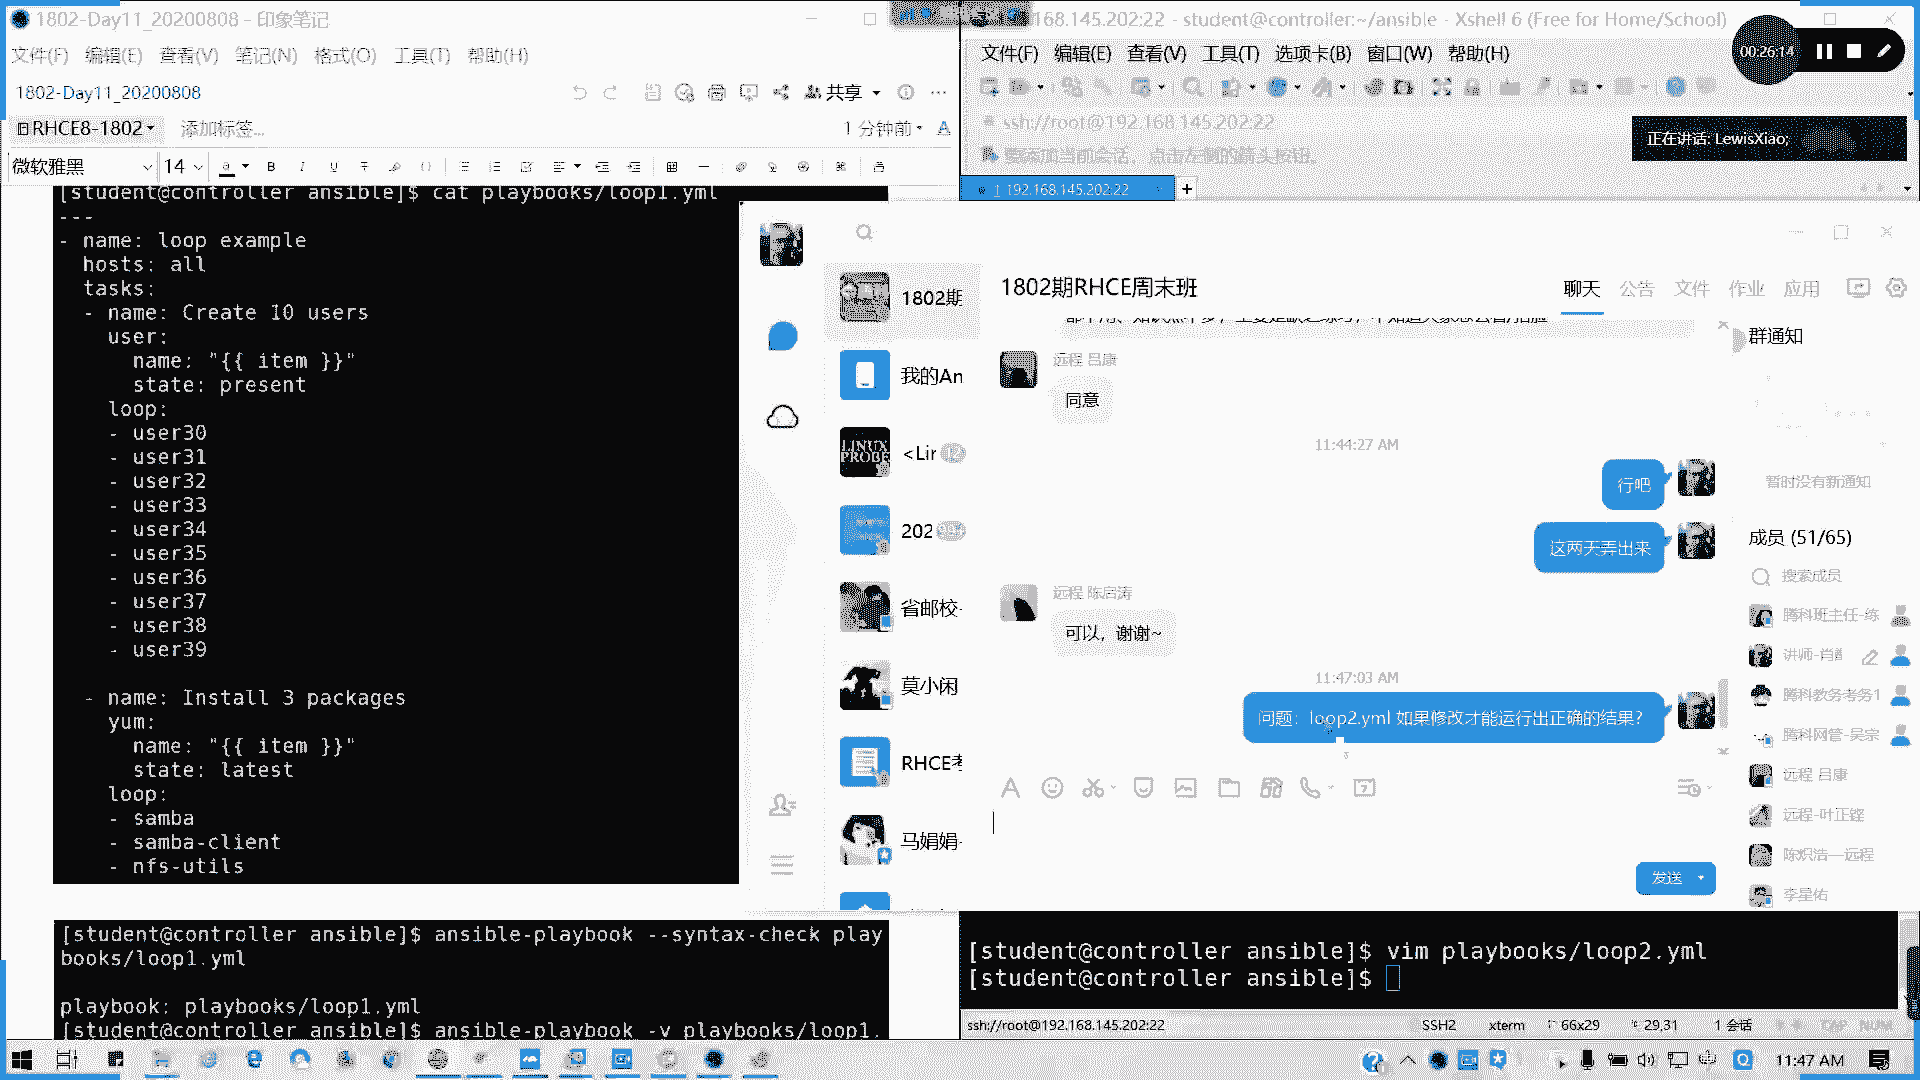 1802-Day11_20200808 - 印象笔记
文件(F) 编辑(E) 查看(V) 笔记(N) 格式(O) 工具(T) 帮助(H)
1802-Day11_20200808
共享
RHCE8-1802
添加标签...
1 分钟前
微软雅黑
14
[student@controller ansible]$ cat playbooks/loop1.yml
---
- name: loop example
hosts: all
tasks:
- name: Create 10 users
user:
name: "{{ item }}"
state: present
loop:
- user30
- user31
- user32
- user33
- user34
- user35
- user36
- user37
- user38
- user39
- name: Install 3 packages
yum:
name: "{{ item }}"
state: latest
loop:
- samba
- samba-client
- nfs-utils
[student@controller ansible]$ ansible-playbook --syntax-check play
books/loop1.yml
playbook: playbooks/loop1.yml
[student@controller ansible]$ ansible-playbook -v playbooks/loop1.
168.145.202:22 - student@controller:~/ansible - Xshell 6 (Free for Home/School)
文件(F) 编辑(E) 查看(V) 工具(T) 选项卡(B) 窗口(W) 帮助(H)
00:26:14
ssh://root@192.168.145.202:22
正在讲话: LewisXiao;
要添加当前会话，点击左侧的箭头按钮。
1 192.168.145.202:22
+
1802期
我的An
<Lir
202
省邮校-
莫小闲
RHCE考
马娟娟-
1802期RHCE周末班
聊天 公告 文件 作业 应用
远程 吕康
同意
11:44:27 AM
行吧
这两天弄出来
远程 陈启涛
可以，谢谢~
11:47:03 AM
问题：loop2.yml 如果修改才能运行出正确的结果?
发送
群通知
暂时没有新通知
成员 (51/65)
搜索成员
腾科班主任-练
讲师-肖
腾科教务考务1
腾科网管-吴宗
远程 吕康
远程-叶正铿
陈炽浩—远程
李星佑
[student@controller ansible]$ vim playbooks/loop2.yml
[student@controller ansible]$
ssh://root@192.168.145.202:22
SSH2
xterm
66x29
29,31
1 会话
CAP NUM
11:47 AM